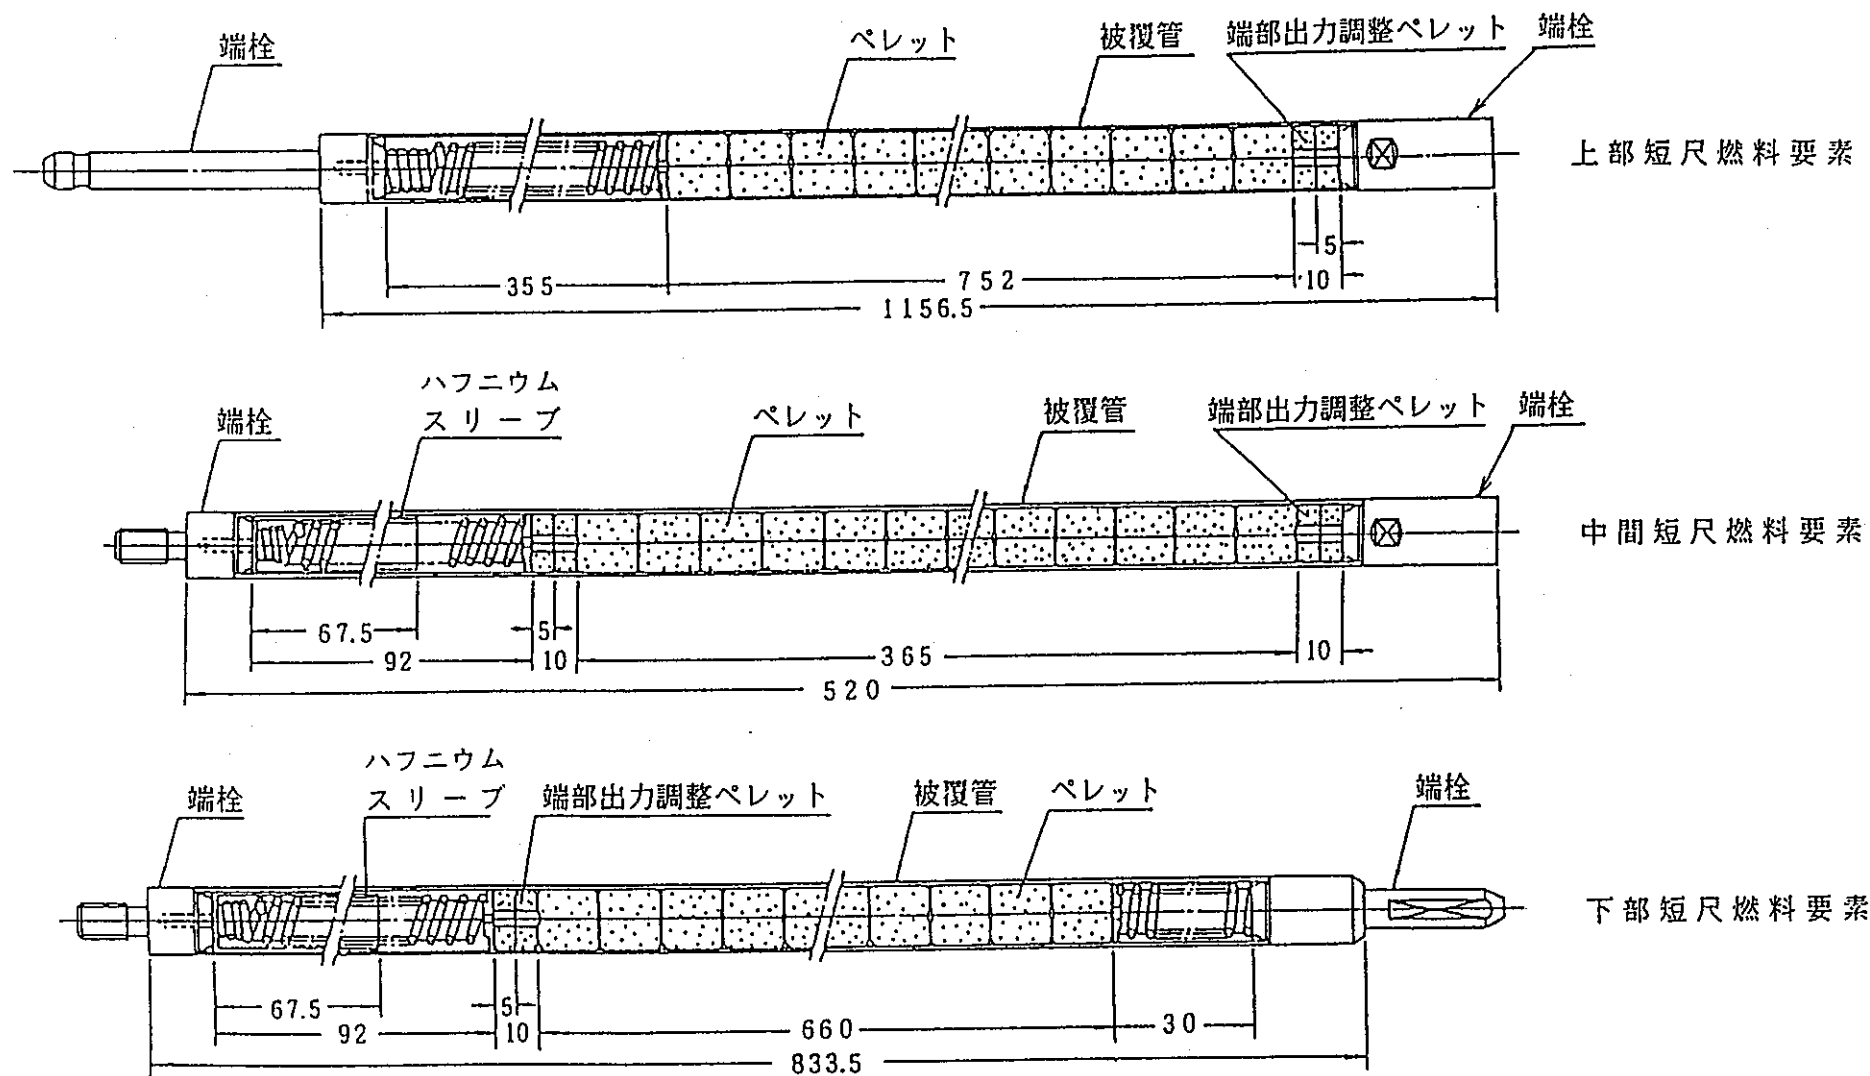 端栓
ペレット
被覆管
端部出力調整ペレット
端栓
上部短尺燃料要素
5
355
752
10
1156.5
ハフニウム
スリーブ
端栓
ペレット
被覆管
端部出力調整ペレット
端栓
中間短尺燃料要素
67.5
5
92
10
365
10
520
ハフニウム
スリーブ
端栓
端部出力調整ペレット
被覆管
ペレット
端栓
下部短尺燃料要素
67.5
5
92
10
660
30
833.5